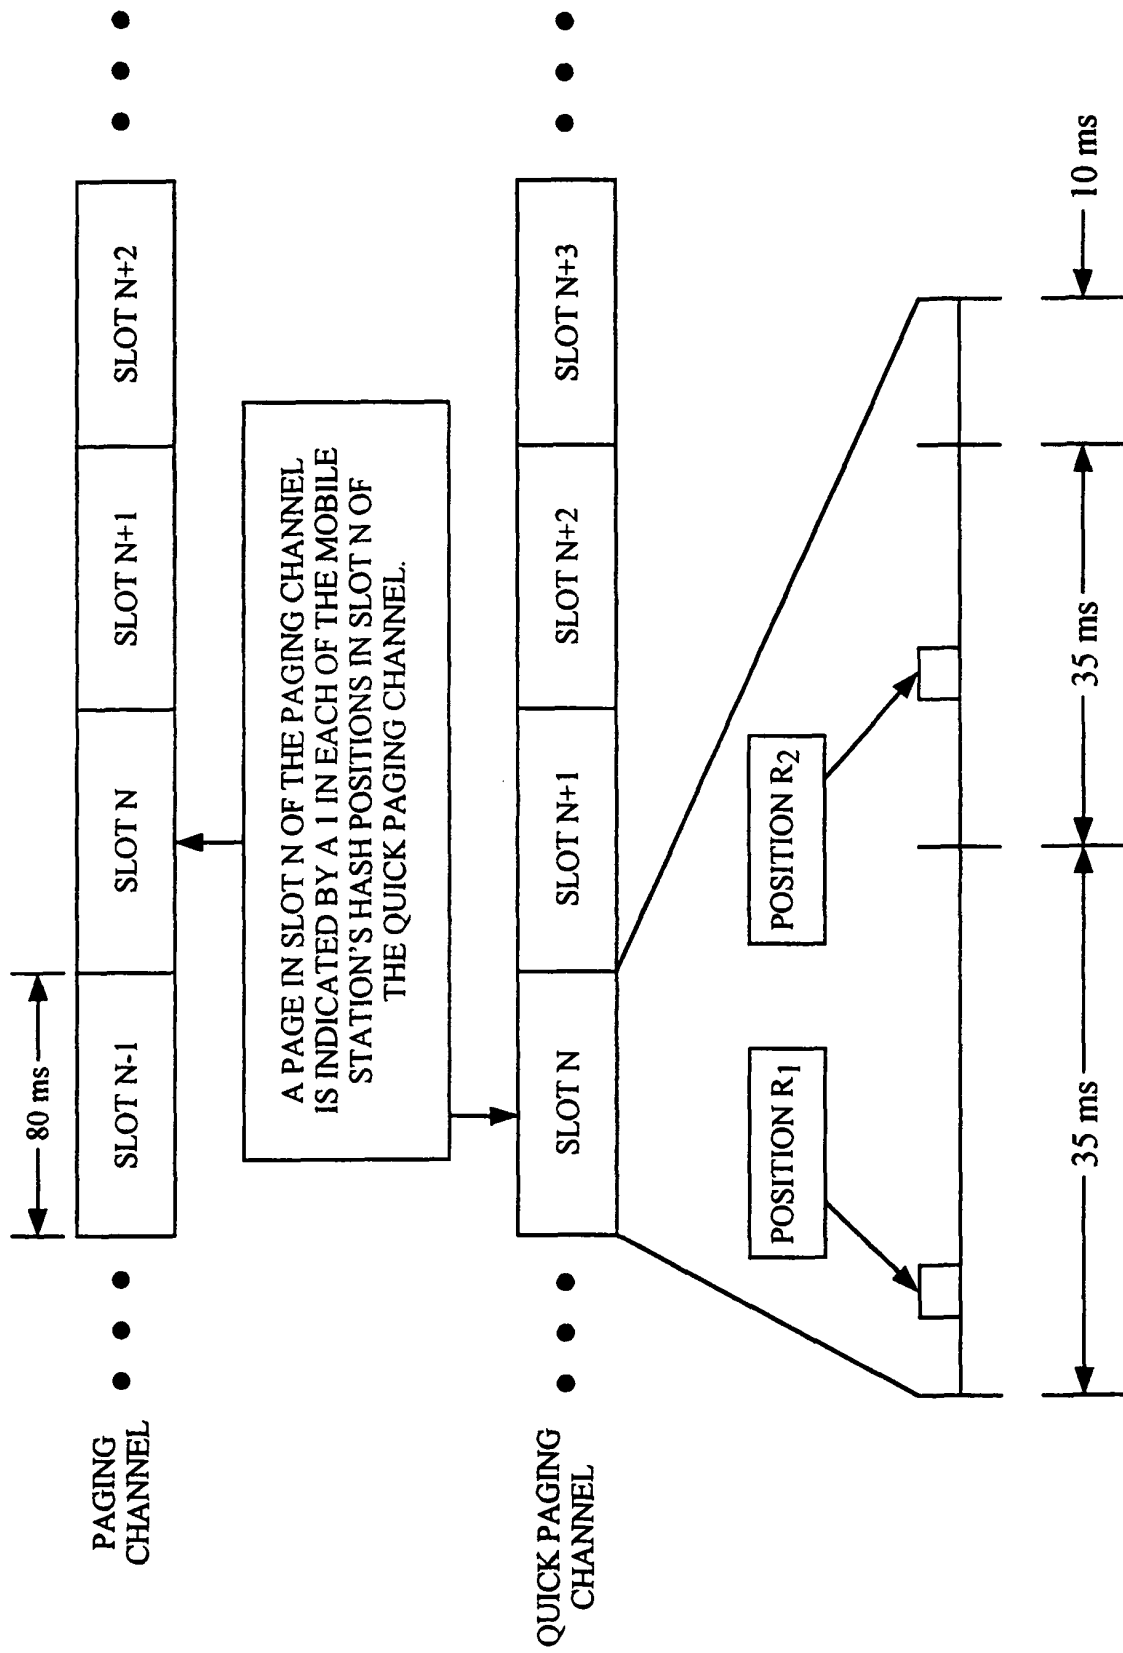 80 ms
PAGING
CHANNEL
SLOT N-1
SLOT N
SLOT N+1
SLOT N+2
A PAGE IN SLOT N OF THE PAGING CHANNEL
IS INDICATED BY A 1 IN EACH OF THE MOBILE
STATION'S HASH POSITIONS IN SLOT N OF
THE QUICK PAGING CHANNEL.
QUICK PAGING
CHANNEL
SLOT N
SLOT N+1
SLOT N+2
SLOT N+3
POSITION R1
POSITION R2
35 ms
35 ms
10 ms